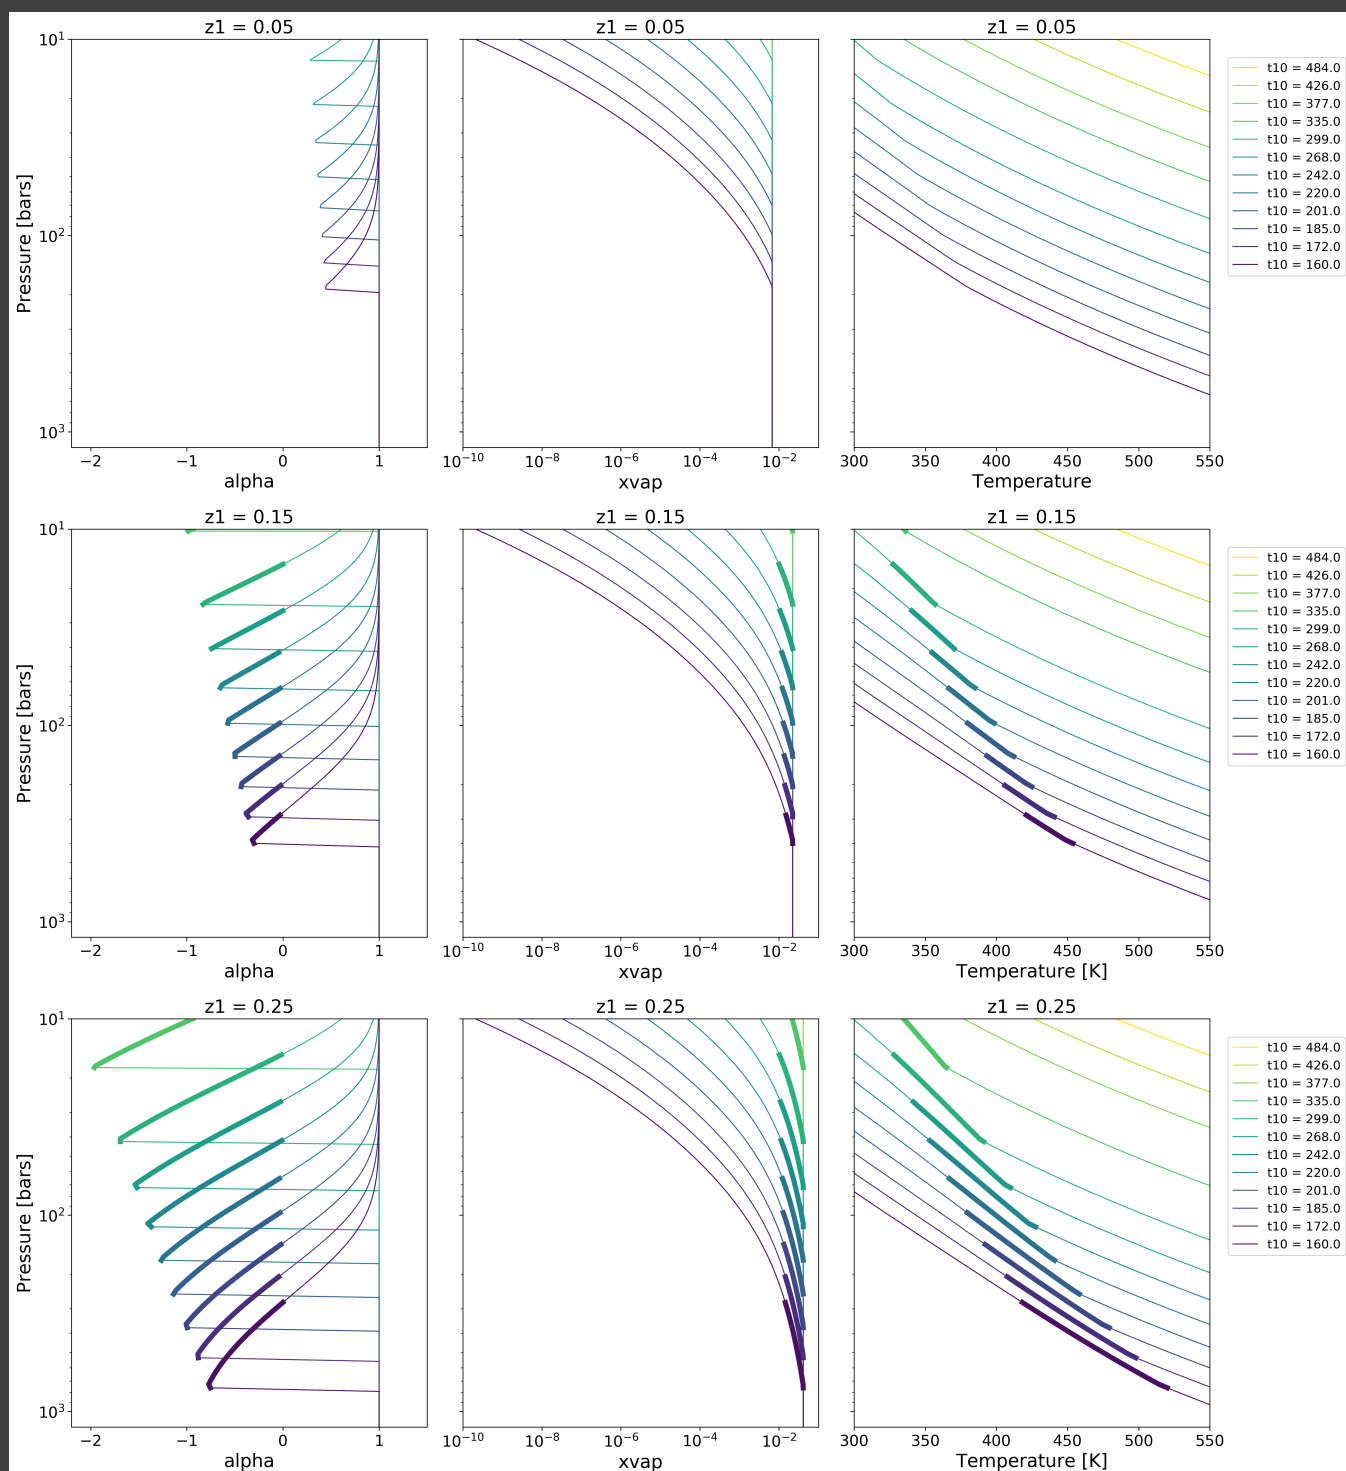 z1 = 0.05
z1 = 0.05
z1 = 0.05
10¹
10²
10³
Pressure [bars]
−2 −1 0 1
alpha
10⁻¹⁰ 10⁻⁸ 10⁻⁶ 10⁻⁴ 10⁻²
xvap
300 350 400 450 500 550
Temperature
t10 = 484.0
t10 = 426.0
t10 = 377.0
t10 = 335.0
t10 = 299.0
t10 = 268.0
t10 = 242.0
t10 = 220.0
t10 = 201.0
t10 = 185.0
t10 = 172.0
t10 = 160.0
z1 = 0.15
z1 = 0.15
z1 = 0.15
10¹
10²
10³
Pressure [bars]
−2 −1 0 1
alpha
10⁻¹⁰ 10⁻⁸ 10⁻⁶ 10⁻⁴ 10⁻²
xvap
300 350 400 450 500 550
Temperature [K]
t10 = 484.0
t10 = 426.0
t10 = 377.0
t10 = 335.0
t10 = 299.0
t10 = 268.0
t10 = 242.0
t10 = 220.0
t10 = 201.0
t10 = 185.0
t10 = 172.0
t10 = 160.0
z1 = 0.25
z1 = 0.25
z1 = 0.25
10¹
10²
10³
Pressure [bars]
−2 −1 0 1
alpha
10⁻¹⁰ 10⁻⁸ 10⁻⁶ 10⁻⁴ 10⁻²
xvap
300 350 400 450 500 550
Temperature [K]
t10 = 484.0
t10 = 426.0
t10 = 377.0
t10 = 335.0
t10 = 299.0
t10 = 268.0
t10 = 242.0
t10 = 220.0
t10 = 201.0
t10 = 185.0
t10 = 172.0
t10 = 160.0